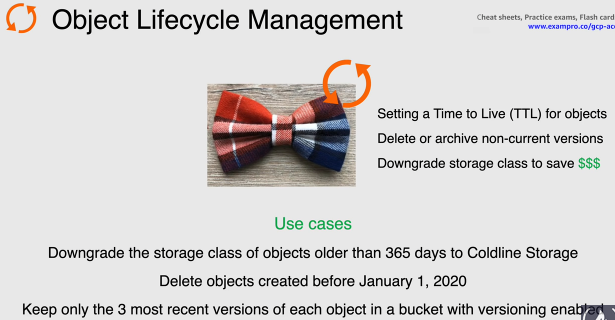 Object Lifecycle Management
Cheat sheets, Practice exams, Flash card
www.exampro.co/gcp-ac
Setting a Time to Live (TTL) for objects
Delete or archive non-current versions
Downgrade storage class to save $$$
Use cases
Downgrade the storage class of objects older than 365 days to Coldline Storage
Delete objects created before January 1, 2020
Keep only the 3 most recent versions of each object in a bucket with versioning enabled